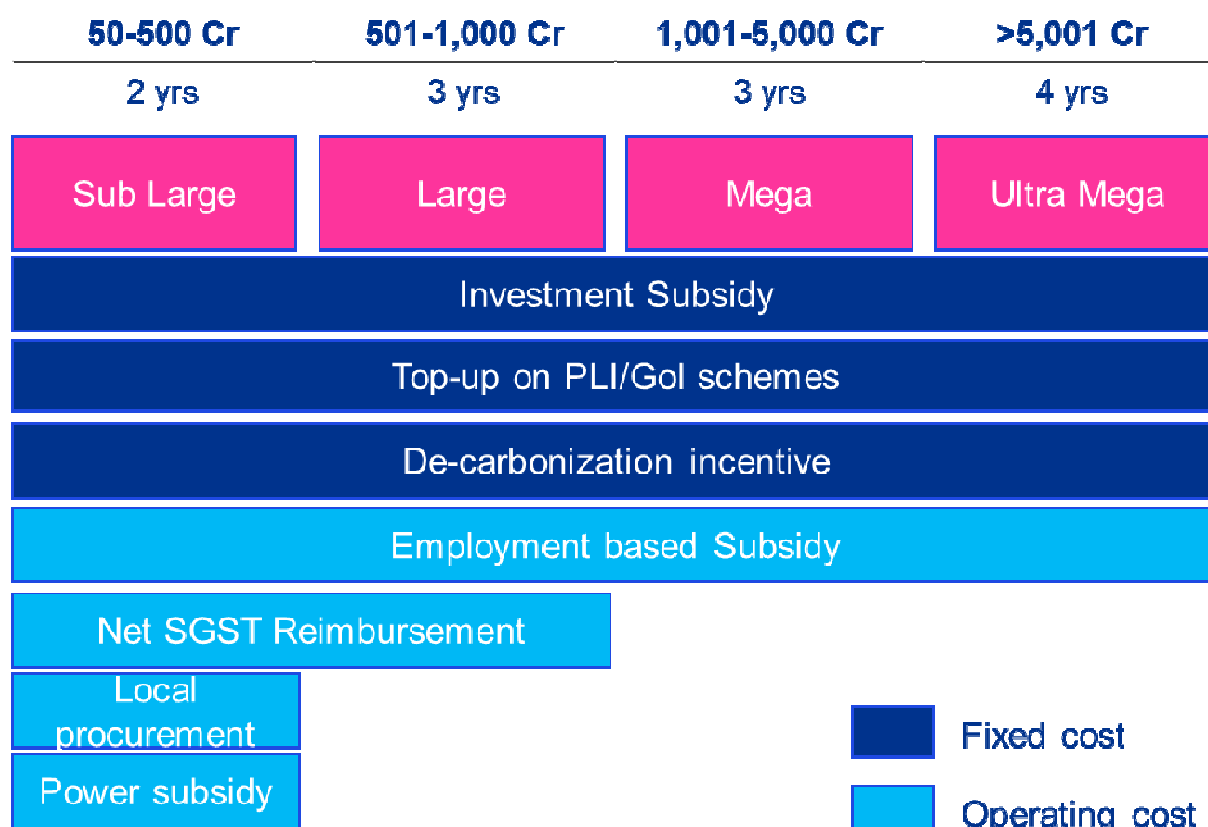 50-500 Cr 501-1,000 Cr 1,001-5,000 Cr >5,001 Cr
2 yrs 3 yrs 3 yrs 4 yrs
Sub Large Large Mega Ultra Mega
Investment Subsidy
Top-up on PLI/GoI schemes
De-carbonization incentive
Employment based Subsidy
Net SGST Reimbursement
Local
procurement
Fixed cost
Power subsidy
Operating cost